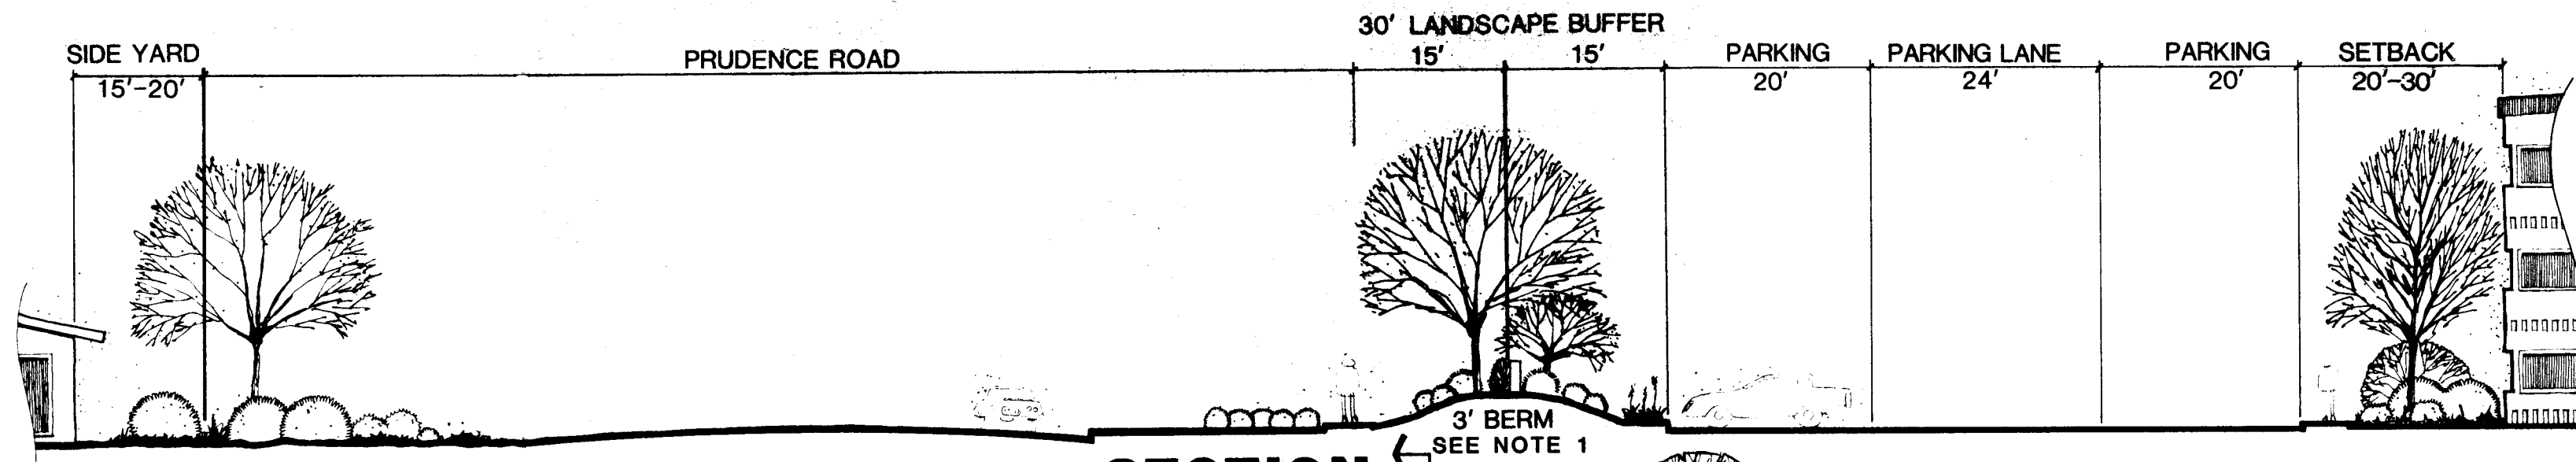 30' LANDSCAPE BUFFER
SIDE YARD
15'-20'
PRUDENCE ROAD
15'
15'
PARKING
20'
PARKING LANE
24'
PARKING
20'
SETBACK
20'-30'
3' BERM
SEE NOTE 1
SECTION